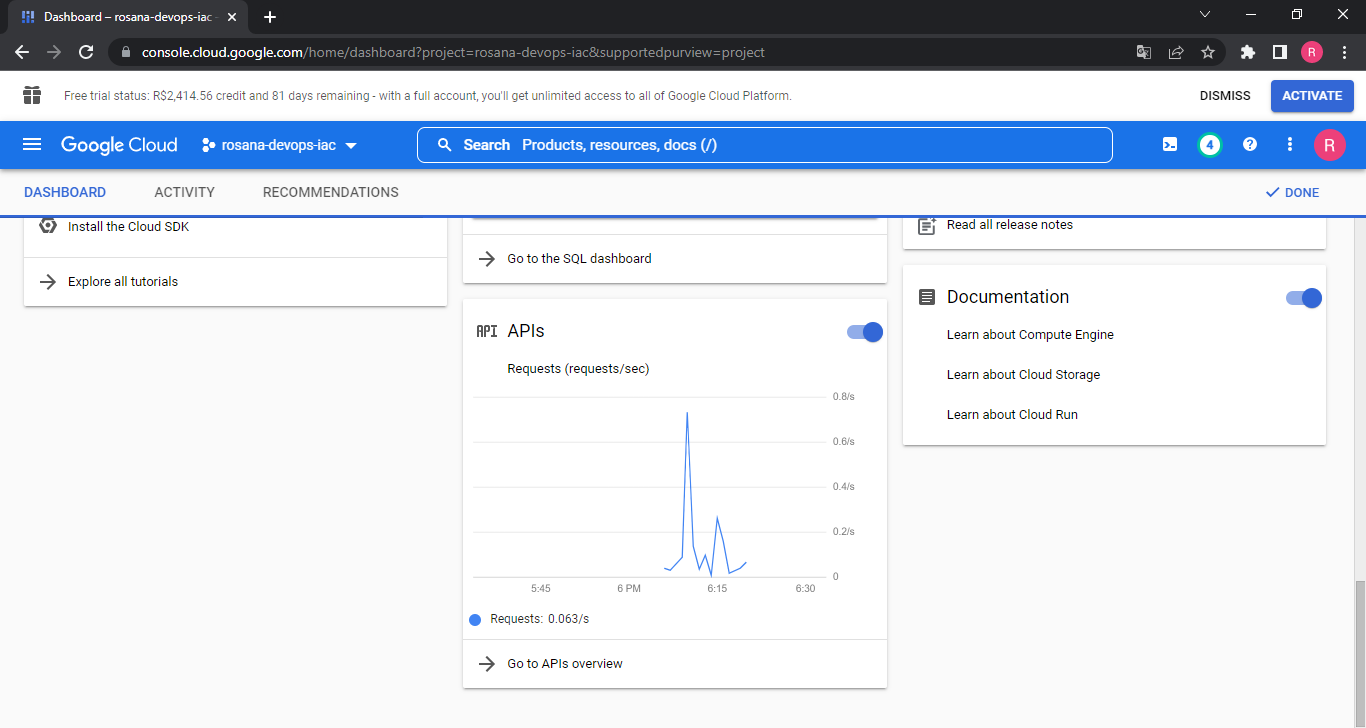 Dashboard – rosana-devops-iac -
console.cloud.google.com/home/dashboard?project=rosana-devops-iac&supportedpurview=project
R
Free trial status: R$2,414.56 credit and 81 days remaining - with a full account, you'll get unlimited access to all of Google Cloud Platform.
DISMISS
ACTIVATE
Google Cloud
rosana-devops-iac
Search Products, resources, docs (/)
4
R
DASHBOARD
ACTIVITY
RECOMMENDATIONS
DONE
Install the Cloud SDK
Explore all tutorials
Go to the SQL dashboard
API APIs
Requests (requests/sec)
0.8/s
0.6/s
0.4/s
0.2/s
0
5:45
6 PM
6:15
6:30
Requests: 0.063/s
Go to APIs overview
Read all release notes
Documentation
Learn about Compute Engine
Learn about Cloud Storage
Learn about Cloud Run